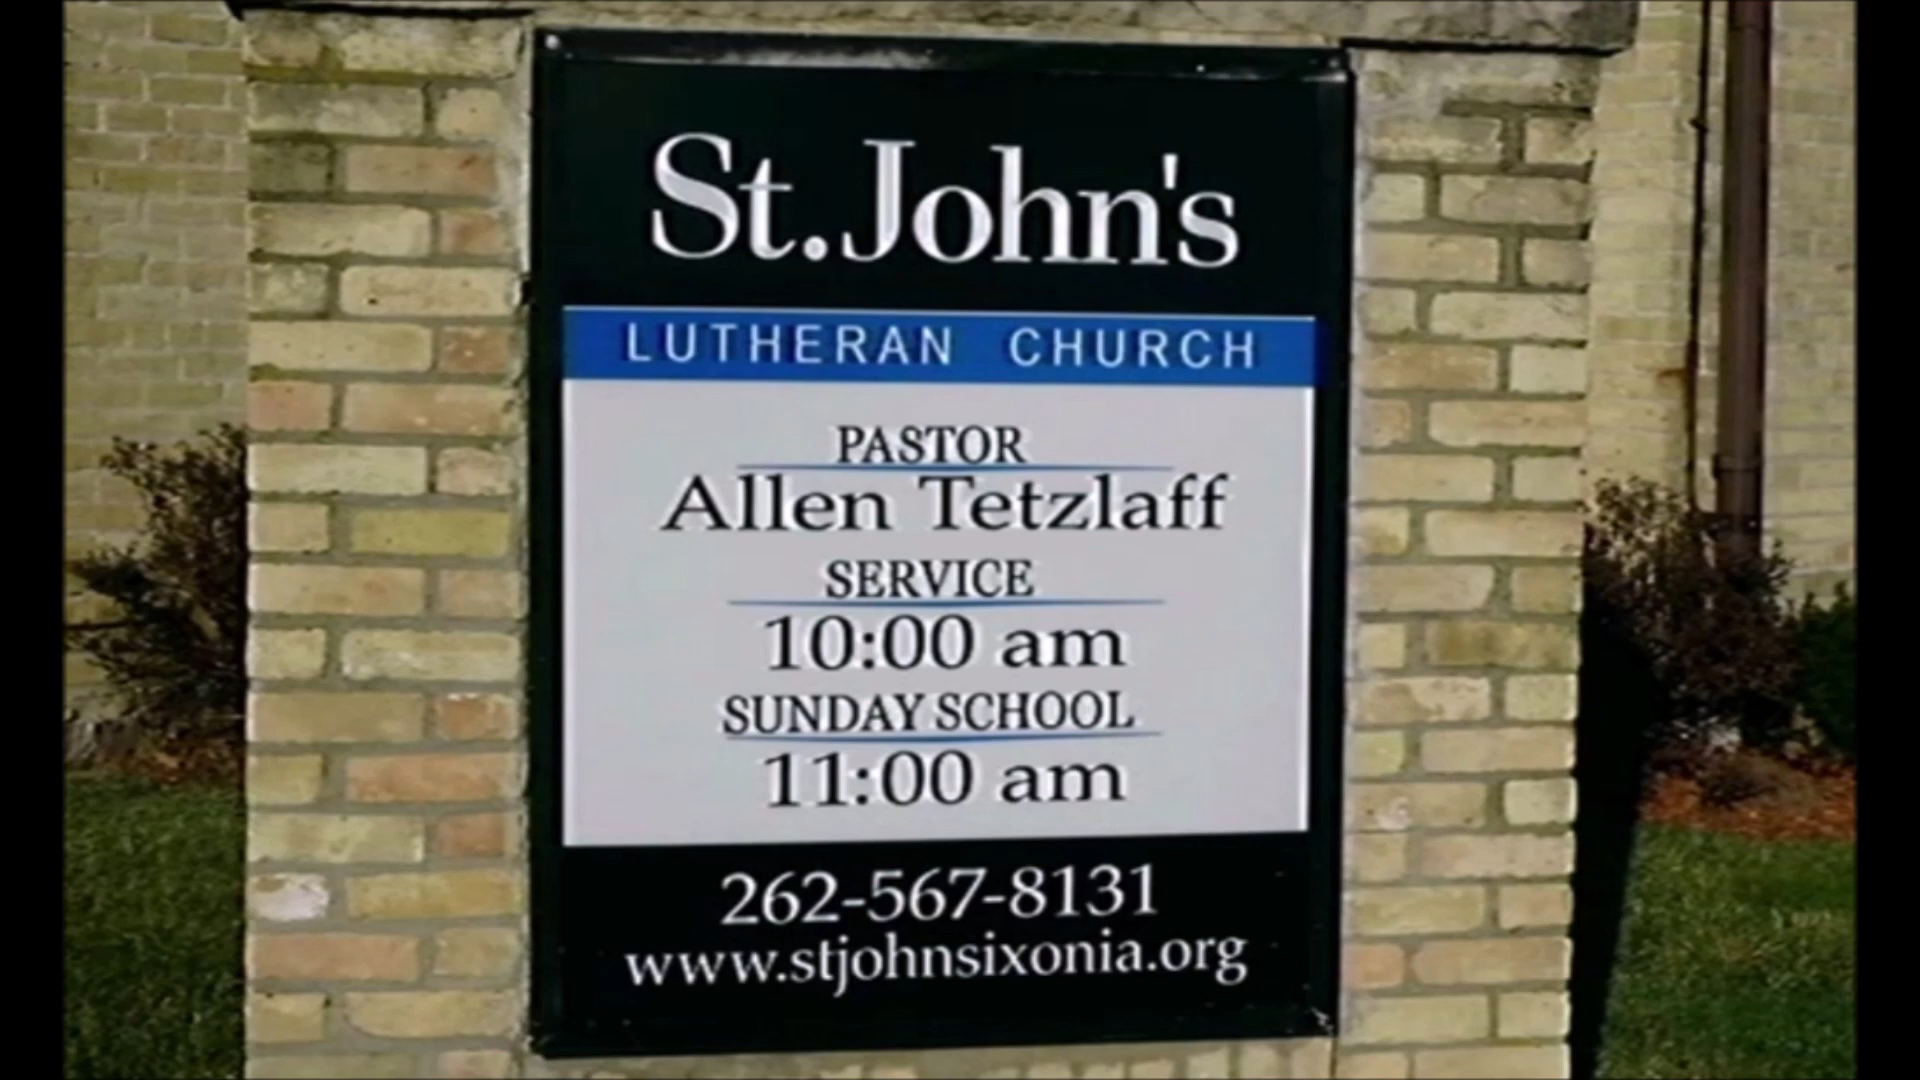 St. John's
LUTHERAN CHURCH
PASTOR
Allen Tetzlaff
SERVICE
10:00 am
SUNDAY SCHOOL
11:00 am
262-567-8131
www.stjohnsixonia.org